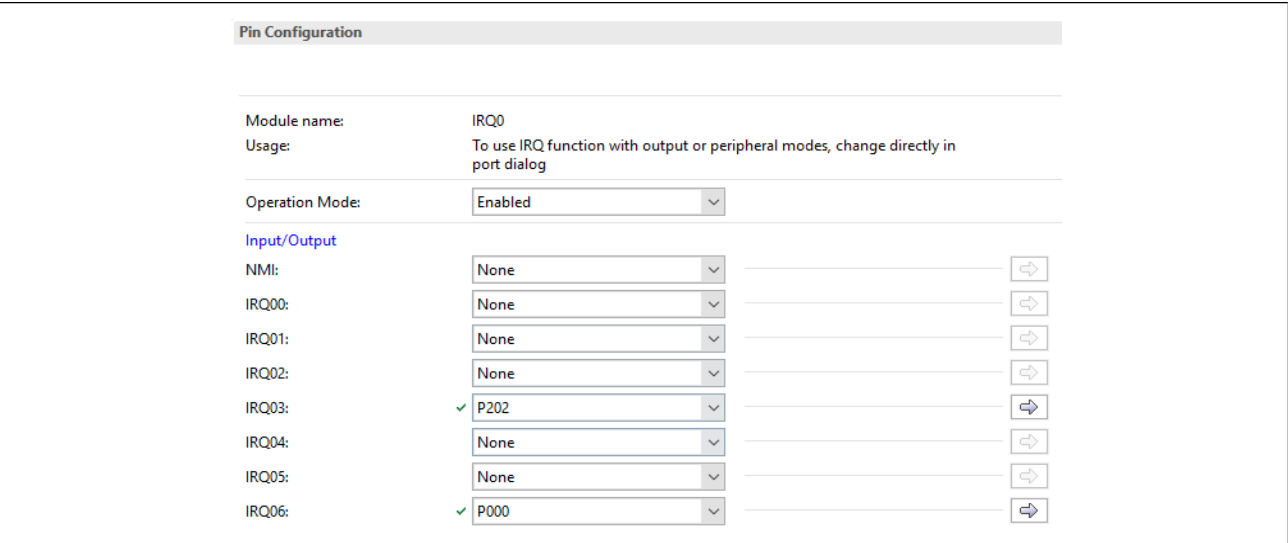 Pin Configuration
Module name: IRQ0
Usage: To use IRQ function with output or peripheral modes, change directly in
port dialog
Operation Mode: Enabled
Input/Output
NMI: None
IRQ00: None
IRQ01: None
IRQ02: None
IRQ03: P202
IRQ04: None
IRQ05: None
IRQ06: P000